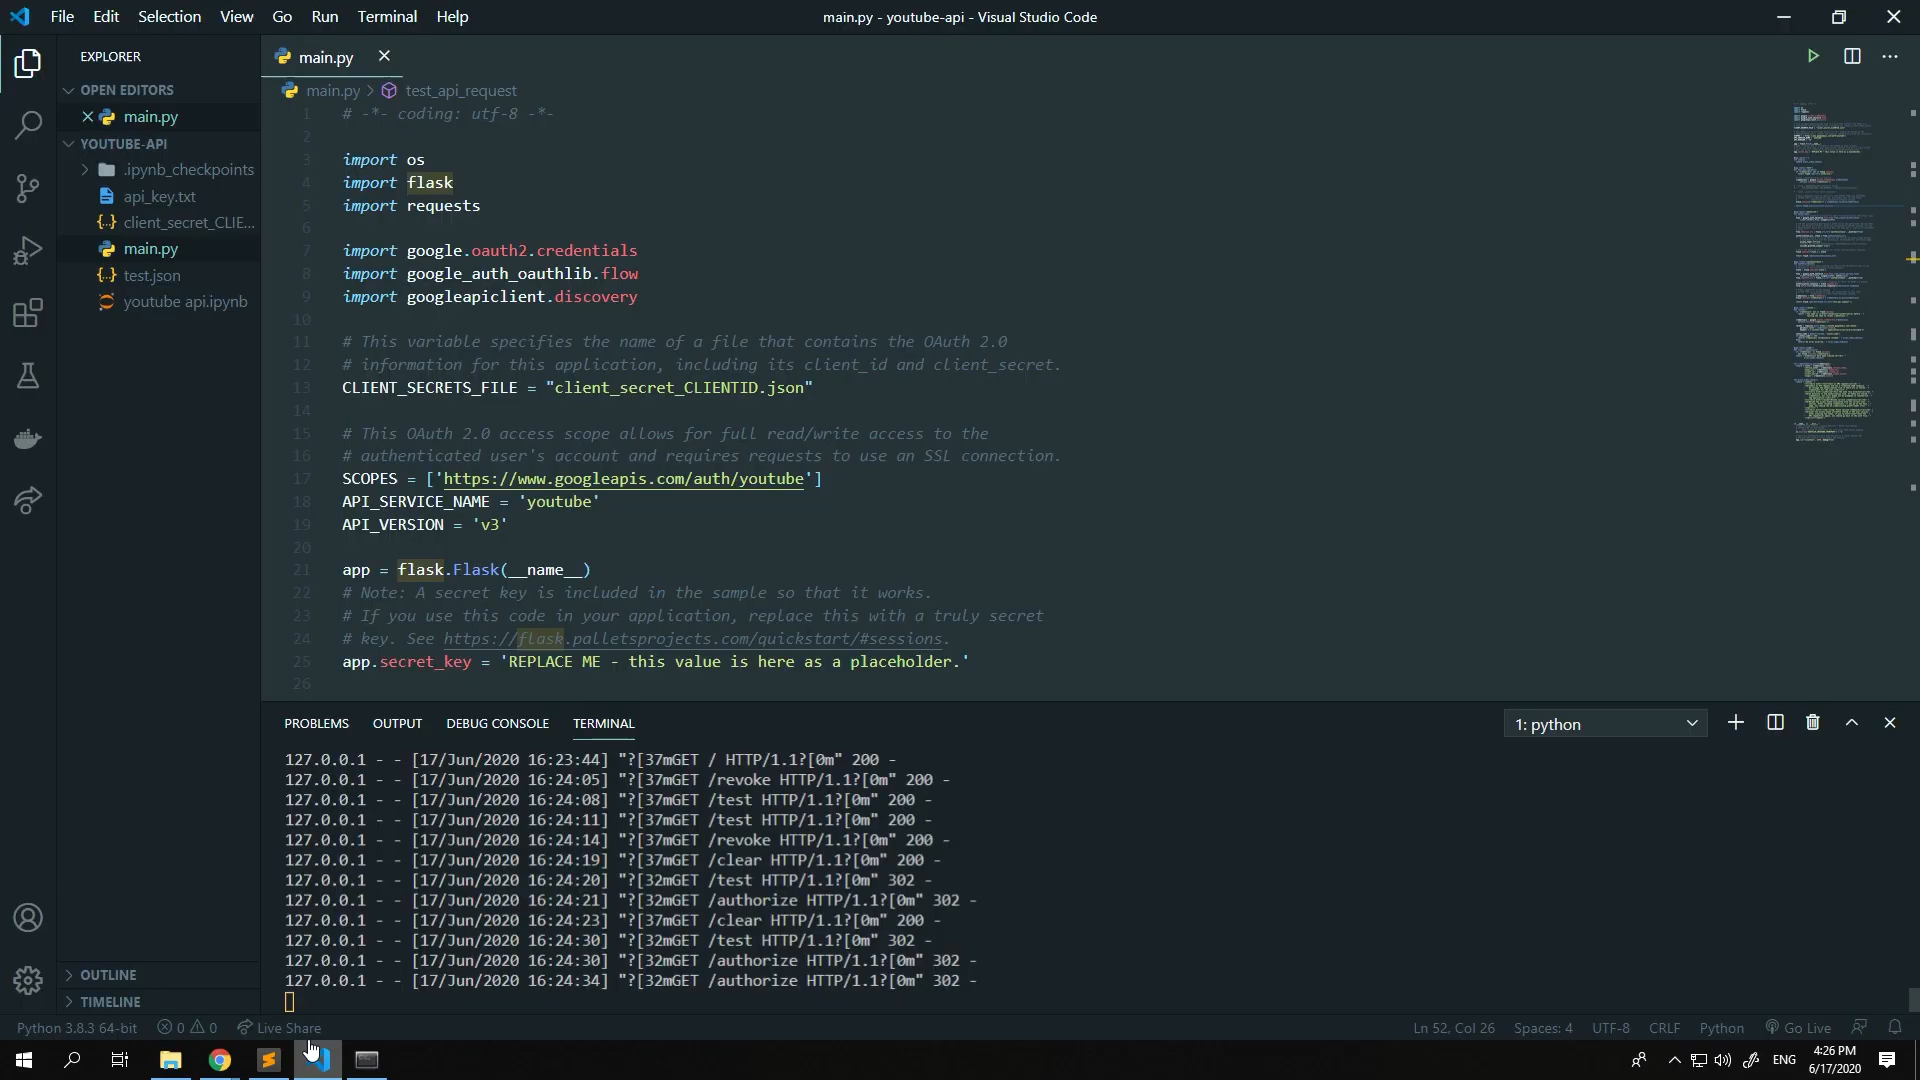 File Edit Selection View Go Run Terminal Help
main.py - youtube-api - Visual Studio Code
EXPLORER
OPEN EDITORS
main.py
YOUTUBE-API
.ipynb_checkpoints
api_key.txt
client_secret_CLIE...
main.py
test.json
youtube api.ipynb
OUTLINE
TIMELINE
main.py
main.py > test_api_request
1 # -*- coding: utf-8 -*-
2
3 import os
4 import flask
5 import requests
6
7 import google.oauth2.credentials
8 import google_auth_oauthlib.flow
9 import googleapiclient.discovery
10
11 # This variable specifies the name of a file that contains the OAuth 2.0
12 # information for this application, including its client_id and client_secret.
13 CLIENT_SECRETS_FILE = "client_secret_CLIENTID.json"
14
15 # This OAuth 2.0 access scope allows for full read/write access to the
16 # authenticated user's account and requires requests to use an SSL connection.
17 SCOPES = ['https://www.googleapis.com/auth/youtube']
18 API_SERVICE_NAME = 'youtube'
19 API_VERSION = 'v3'
20
21 app = flask.Flask(__name__)
22 # Note: A secret key is included in the sample so that it works.
23 # If you use this code in your application, replace this with a truly secret
24 # key. See https://flask.palletsprojects.com/quickstart/#sessions.
25 app.secret_key = 'REPLACE ME - this value is here as a placeholder.'
26
PROBLEMS OUTPUT DEBUG CONSOLE TERMINAL
1: python
127.0.0.1 - - [17/Jun/2020 16:23:44] "?[37mGET / HTTP/1.1?[0m" 200 -
127.0.0.1 - - [17/Jun/2020 16:24:05] "?[37mGET /revoke HTTP/1.1?[0m" 200 -
127.0.0.1 - - [17/Jun/2020 16:24:08] "?[37mGET /test HTTP/1.1?[0m" 200 -
127.0.0.1 - - [17/Jun/2020 16:24:11] "?[37mGET /test HTTP/1.1?[0m" 200 -
127.0.0.1 - - [17/Jun/2020 16:24:14] "?[37mGET /revoke HTTP/1.1?[0m" 200 -
127.0.0.1 - - [17/Jun/2020 16:24:19] "?[37mGET /clear HTTP/1.1?[0m" 200 -
127.0.0.1 - - [17/Jun/2020 16:24:20] "?[32mGET /test HTTP/1.1?[0m" 302 -
127.0.0.1 - - [17/Jun/2020 16:24:21] "?[32mGET /authorize HTTP/1.1?[0m" 302 -
127.0.0.1 - - [17/Jun/2020 16:24:23] "?[37mGET /clear HTTP/1.1?[0m" 200 -
127.0.0.1 - - [17/Jun/2020 16:24:30] "?[32mGET /test HTTP/1.1?[0m" 302 -
127.0.0.1 - - [17/Jun/2020 16:24:30] "?[32mGET /authorize HTTP/1.1?[0m" 302 -
127.0.0.1 - - [17/Jun/2020 16:24:34] "?[32mGET /authorize HTTP/1.1?[0m" 302 -
Python 3.8.3 64-bit 0 0 Live Share Ln 52, Col 26 Spaces: 4 UTF-8 CRLF Python Go Live
ENG
4:26 PM
6/17/2020